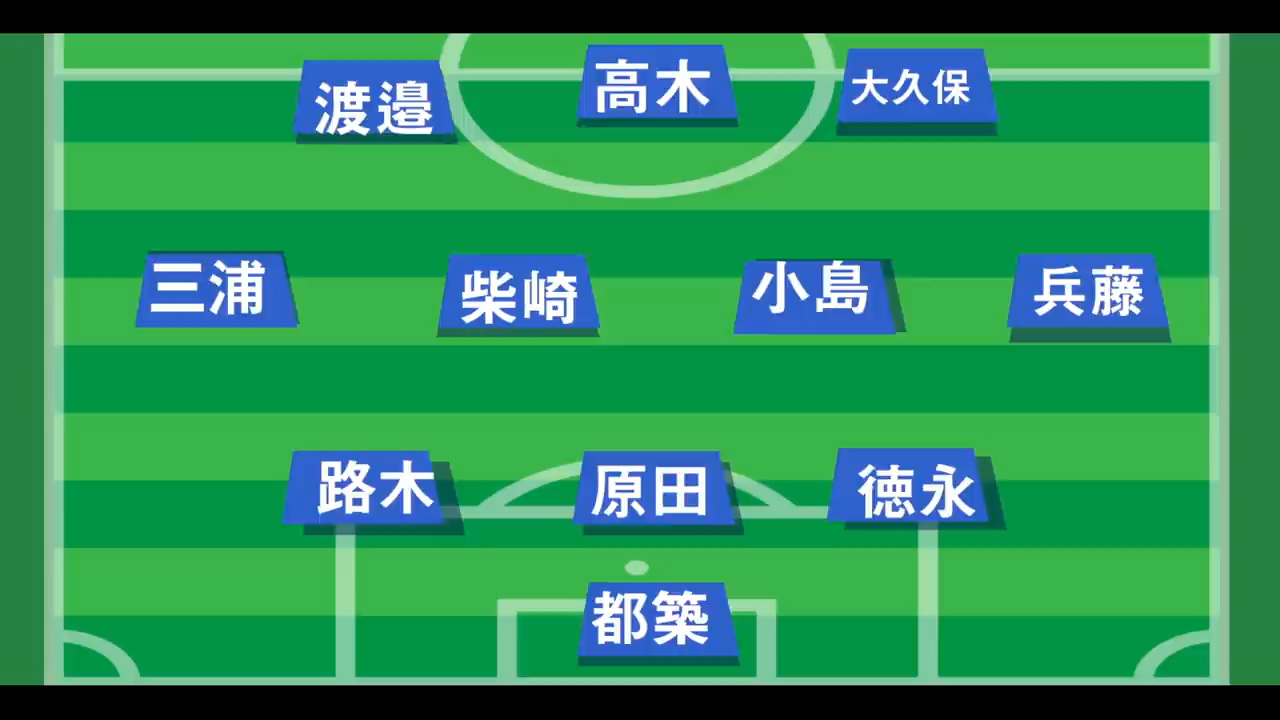 渡邉 高木 大久保
三浦 柴崎 小島 兵藤
路木 原田 徳永
都築